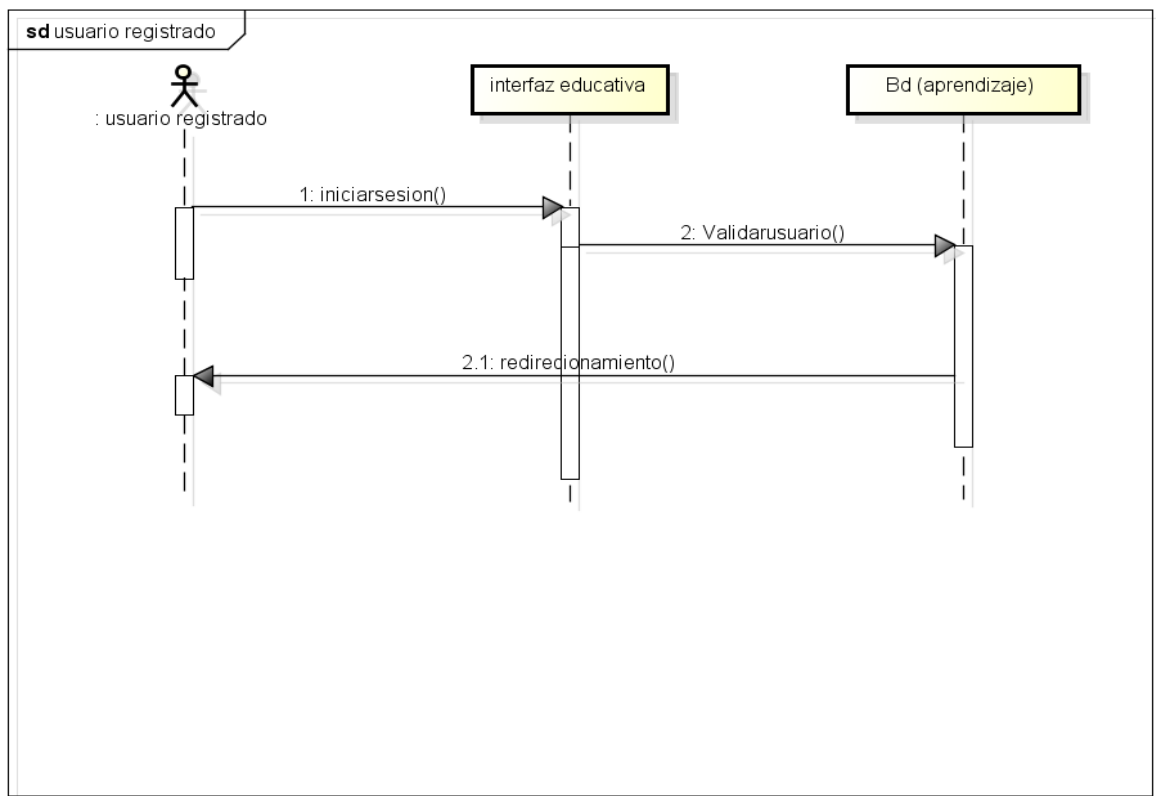 sd usuario registrado
: usuario registrado
interfaz educativa
Bd (aprendizaje)
1: iniciarsesion()
2: Validarusuario()
2.1: redirecionamiento()